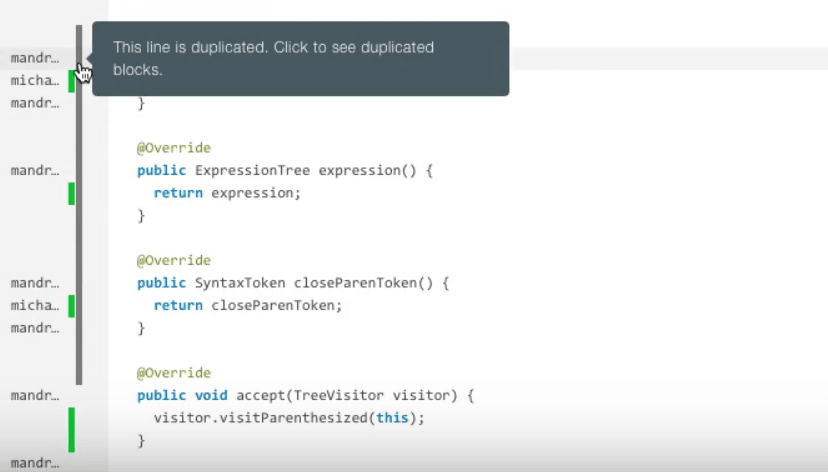 This line is duplicated. Click to see duplicated
blocks.
mandr…
micha…
mandr… }
@Override
mandr… public ExpressionTree expression() {
return expression;
}
@Override
mandr… public SyntaxToken closeParenToken() {
micha… return closeParenToken;
mandr… }
@Override
mandr… public void accept(TreeVisitor visitor) {
visitor.visitParenthesized(this);
}
mandr…